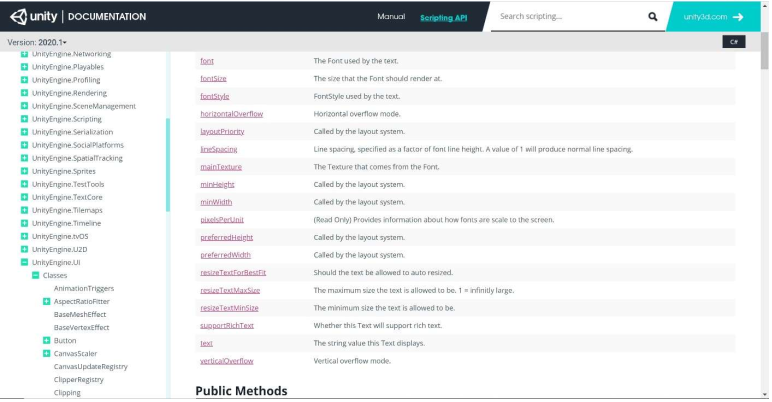 unity | DOCUMENTATION
Manual Scripting API Search scripting... unity3d.com
Version: 2020.1 C#
UnityEngine.Networking
UnityEngine.Playables
UnityEngine.Profiling
UnityEngine.Rendering
UnityEngine.SceneManagement
UnityEngine.Scripting
UnityEngine.Serialization
UnityEngine.SocialPlatforms
UnityEngine.SpatialTracking
UnityEngine.Sprites
UnityEngine.TestTools
UnityEngine.TextCore
UnityEngine.Tilemaps
UnityEngine.Timeline
UnityEngine.tvOS
UnityEngine.U2D
UnityEngine.UI
Classes
AnimationTriggers
AspectRatioFitter
BaseMeshEffect
BaseVertexEffect
Button
CanvasScaler
CanvasUpdateRegistry
ClipperRegistry
Clipping
font The Font used by the text.
fontSize The size that the Font should render at.
fontStyle FontStyle used by the text.
horizontalOverflow Horizontal overflow mode.
layoutPriority Called by the layout system.
lineSpacing Line spacing, specified as a factor of font line height. A value of 1 will produce normal line spacing.
mainTexture The Texture that comes from the Font.
minHeight Called by the layout system.
minWidth Called by the layout system.
pixelsPerUnit (Read Only) Provides information about how fonts are scale to the screen.
preferredHeight Called by the layout system.
preferredWidth Called by the layout system.
resizeTextForBestFit Should the text be allowed to auto resized.
resizeTextMaxSize The maximum size the text is allowed to be. 1 = infinitly large.
resizeTextMinSize The minimum size the text is allowed to be.
supportRichText Whether this Text will support rich text.
text The string value this Text displays.
verticalOverflow Vertical overflow mode.
Public Methods